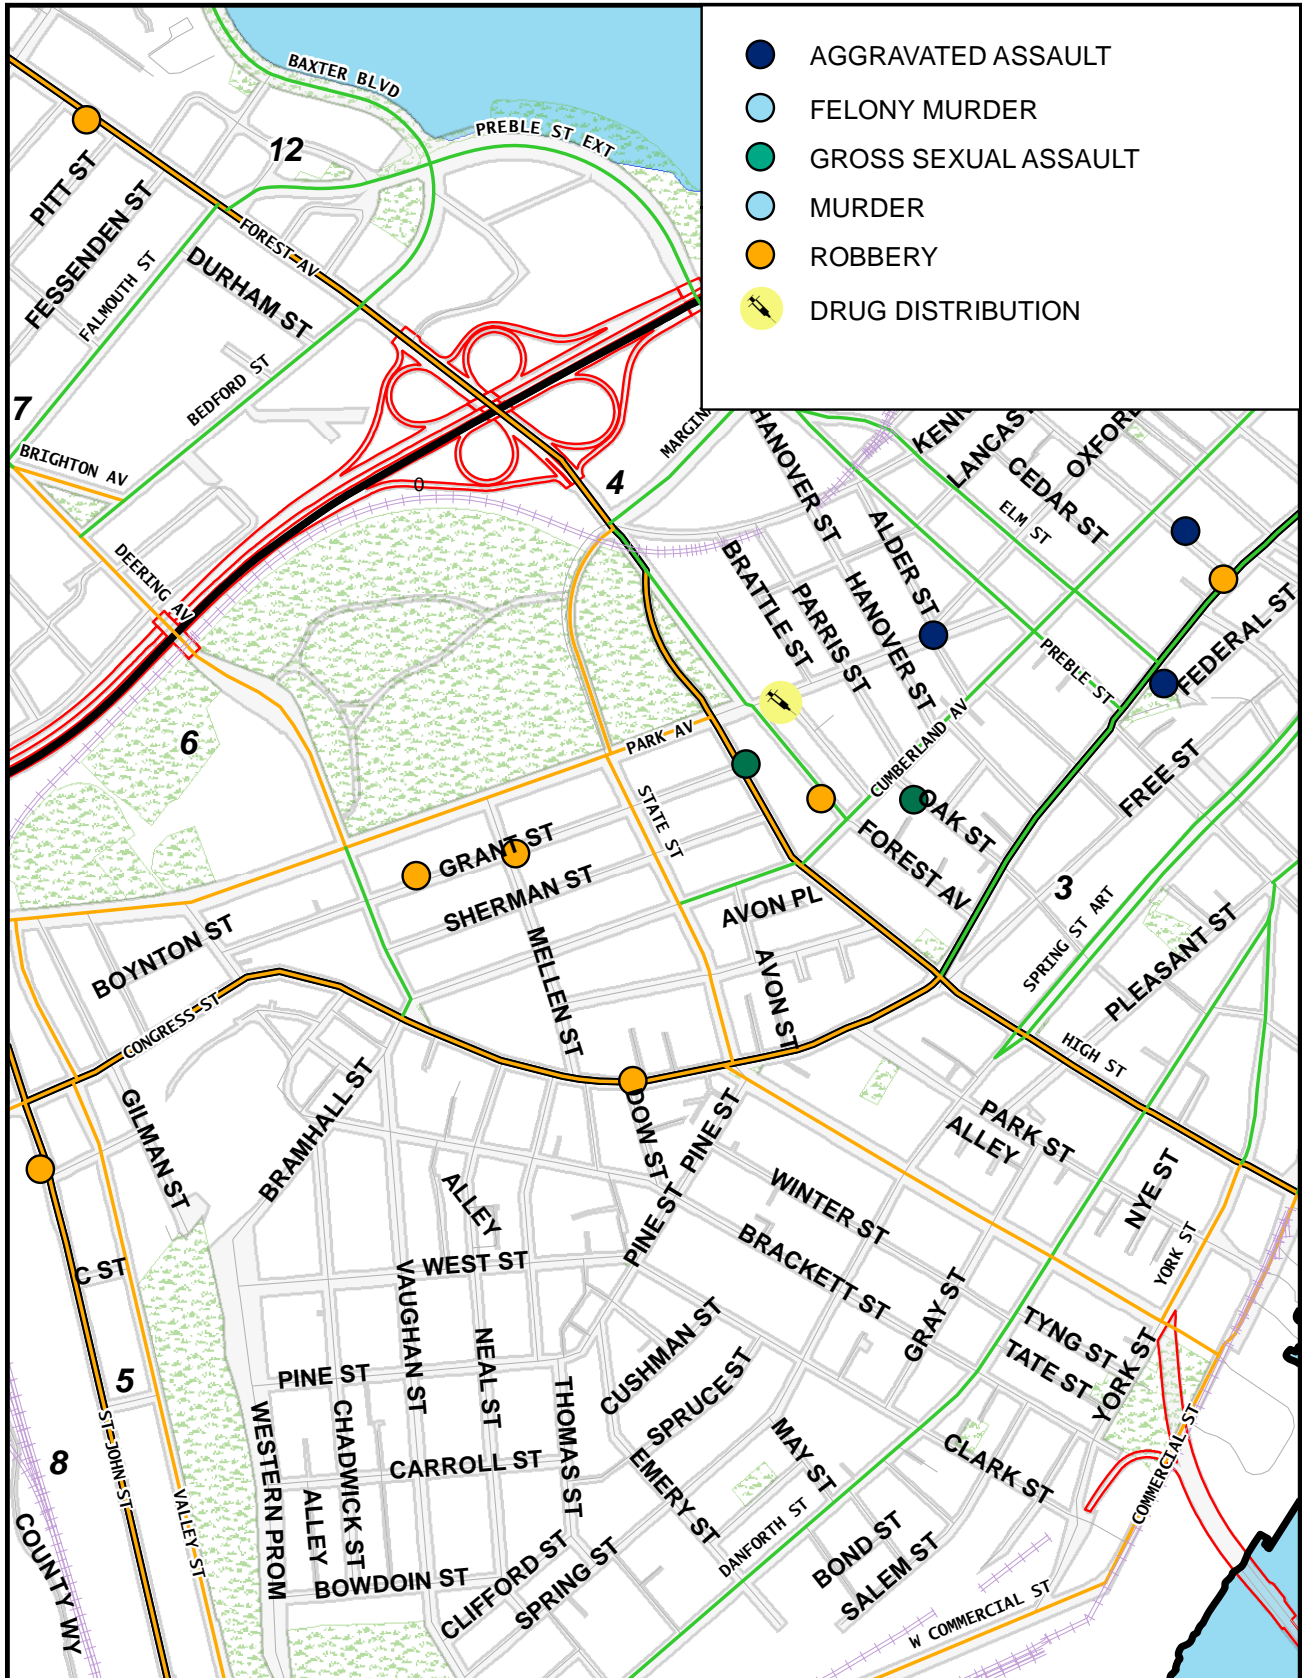 AGGRAVATED ASSAULT
FELONY MURDER
GROSS SEXUAL ASSAULT
MURDER
ROBBERY
DRUG DISTRIBUTION
BAXTER BLVD
PREBLE ST EXT
12
PITT ST
FESSENDEN ST
FOREST AV
FALMOUTH ST
DURHAM ST
BEDFORD ST
7
BRIGHTON AV
0
4
HANOVER ST
OXFORD
CEDAR ST
ELM ST
ALDER ST
DEERING AV
BRATTLE ST
PARRIS ST
HANOVER ST
FEDERAL ST
PREBLE ST
CUMBERLAND AV
6
PARK AV
FREE ST
STATE ST
OAK ST
FOREST AV
GRANT ST
SHERMAN ST
3
AVON PL
SPRING ST ART
PLEASANT ST
BOYNTON ST
MELLEN ST
AVON ST
CONGRESS ST
HIGH ST
GILMAN ST
BRAMHALL ST
DOW ST
PINE ST
PARK ST
ALLEY
ALLEY
WINTER ST
NYE ST
PINE ST
BRACKETT ST
YORK ST
C ST
WEST ST
VAUGHAN ST
GRAY ST
NEAL ST
CUSHMAN ST
TYNG ST
TATE ST
YORK ST
5
PINE ST
SPRUCE ST
THOMAS ST
WESTERN PROM
CHADWICK ST
MAY ST
CLARK ST
COMMERCIAL ST
ST JOHN ST
8
CARROLL ST
EMERY ST
ALLEY
VALLEY ST
DANFORTH ST
BOND ST
SALEM ST
COUNTY WY
BOWDOIN ST
CLIFFORD ST
SPRING ST
W COMMERCIAL ST